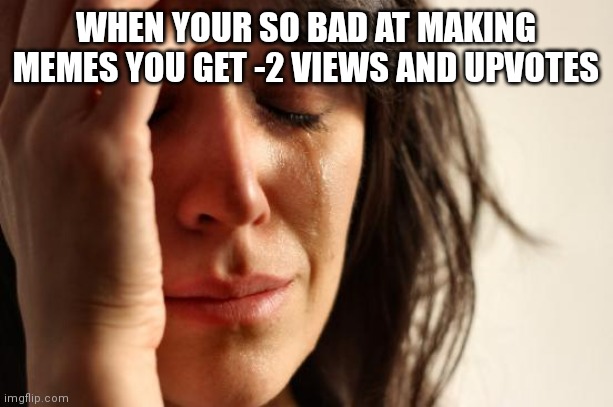 WHEN YOUR SO BAD AT MAKING
MEMES YOU GET -2 VIEWS AND UPVOTES
imgflip.com